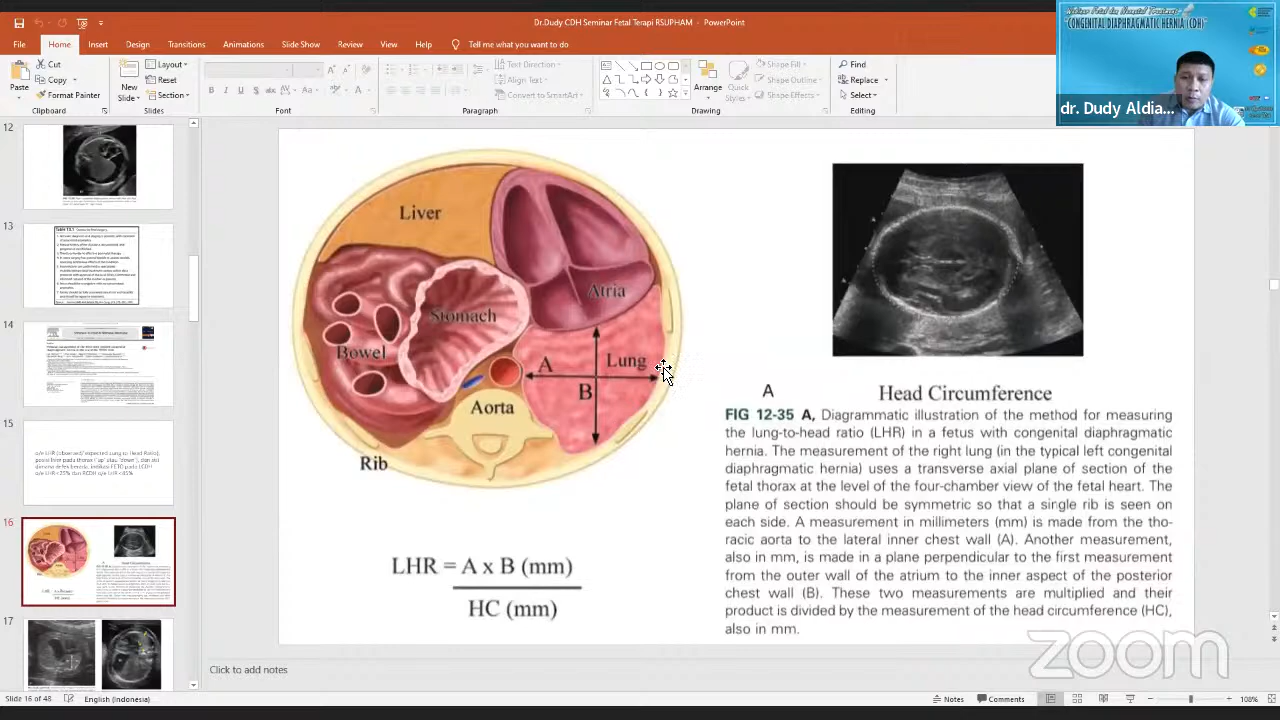 Dr.Dudy CDH Seminar Fetal Terapi RSUPHAM - PowerPoint
File Home Insert Design Transitions Animations Slide Show Review View Help Tell me what you want to do
Paste
Cut
Copy
Format Painter
Clipboard
New Slide
Layout
Reset
Section
Slides
Font
Text Direction
Align Text
Convert to SmartArt
Paragraph
Arrange
Quick Styles
Shape Fill
Shape Outline
Shape Effects
Drawing
Find
Replace
Select
Editing
"CONGENITAL DIAPHRAGMATIC HERNIA (CDH)"
dr. Dudy Aldia...
12
13
14
15
16
17
Liver
Stomach
Bowel
Atria
Lung
A
B
Aorta
Rib
LHR = A x B (mm)
HC (mm)
A
Head Circumference
FIG 12-35 A, Diagrammatic illustration of the method for measuring
the lung-to-head ratio (LHR) in a fetus with congenital diaphragmatic
hernia. The measurement of the right lung (in the typical left congenital
diaphragmatic hernia) uses a transverse axial plane of section of the
fetal thorax at the level of the four-chamber view of the fetal heart. The
plane of section should be symmetric so that a single rib is seen on
each side. A measurement in millimeters (mm) is made from the tho-
racic aorta to the lateral inner chest wall (A). Another measurement,
also in mm, is made in a plane perpendicular to the first measurement
from the outer wall of the atrium to the inner aspect of the posterior
chest wall (B). These two measurements are multiplied and their
product is divided by the measurement of the head circumference (HC),
also in mm.
zoom
Click to add notes
Slide 16 of 48 English (Indonesia) Notes Comments 108%